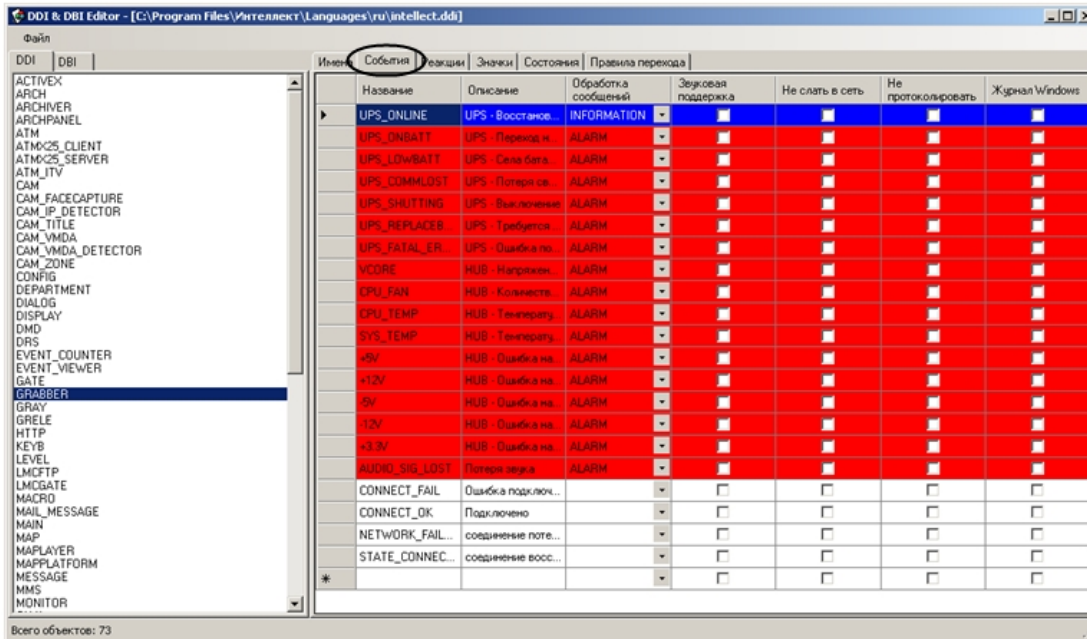 DDI & DBI Editor - [C:\Program Files\Интеллект\Languages\ru\intellect.ddi]
Файл
DDI DBI
Имена События Реакции Значки Состояния Правила перехода
ACTIVEX
ARCH
ARCHIVER
ARCHPANEL
ATM
ATMX25_CLIENT
ATMX25_SERVER
ATM_ITV
CAM
CAM_FACECAPTURE
CAM_IP_DETECTOR
CAM_TITLE
CAM_VMDA
CAM_VMDA_DETECTOR
CAM_ZONE
CONFIG
DEPARTMENT
DIALOG
DISPLAY
DMD
DRS
EVENT_COUNTER
EVENT_VIEWER
GATE
GRABBER
GRAY
GRELE
HTTP
KEYB
LEVEL
LMCFTP
LMCGATE
MACRO
MAIL_MESSAGE
MAIN
MAP
MAPLAYER
MAPPLATFORM
MESSAGE
MMS
MONITOR
Название Описание Обработка сообщений Звуковая поддержка Не слать в сеть Не протоколировать Журнал Windows
UPS_ONLINE UPS - Восстанов... INFORMATION
UPS_ONBATT UPS - Переход н... ALARM
UPS_LOWBATT UPS - Села бата... ALARM
UPS_COMMLOST UPS - Потеря св... ALARM
UPS_SHUTTING UPS - Выключение ALARM
UPS_REPLACEB... UPS - Требуется ... ALARM
UPS_FATAL_ER... UPS - Ошибка по... ALARM
VCORE HUB - Напряжен... ALARM
CPU_FAN HUB - Количеств... ALARM
CPU_TEMP HUB - Температу... ALARM
SYS_TEMP HUB - Температу... ALARM
+5V HUB - Ошибка на... ALARM
+12V HUB - Ошибка на... ALARM
-5V HUB - Ошибка на... ALARM
-12V HUB - Ошибка на... ALARM
+3.3V HUB - Ошибка на... ALARM
AUDIO_SIG_LOST Потеря звука ALARM
CONNECT_FAIL Ошибка подключ...
CONNECT_OK Подключено
NETWORK_FAIL... соединение поте...
STATE_CONNEC... соединение восс...
Всего объектов: 73